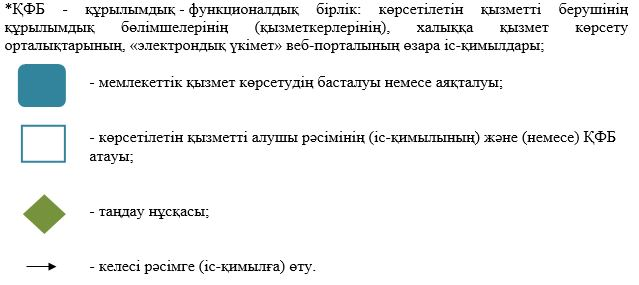 *ҚФБ - құрылымдық - функционалдық бірлік: көрсетілетін қызметті берушінің
құрылымдық бөлімшелерінің (қызметкерлерінің), халыққа қызмет көрсету
орталықтарының, «электрондық үкімет» веб-порталының өзара іс-қимылдары;
- мемлекеттік қызмет көрсетудің басталуы немесе аяқталуы;
- көрсетілетін қызметті алушы рәсімінің (іс-қимылының) және (немесе) ҚФБ
атауы;
- таңдау нұсқасы;
- келесі рәсімге (іс-қимылға) өту.